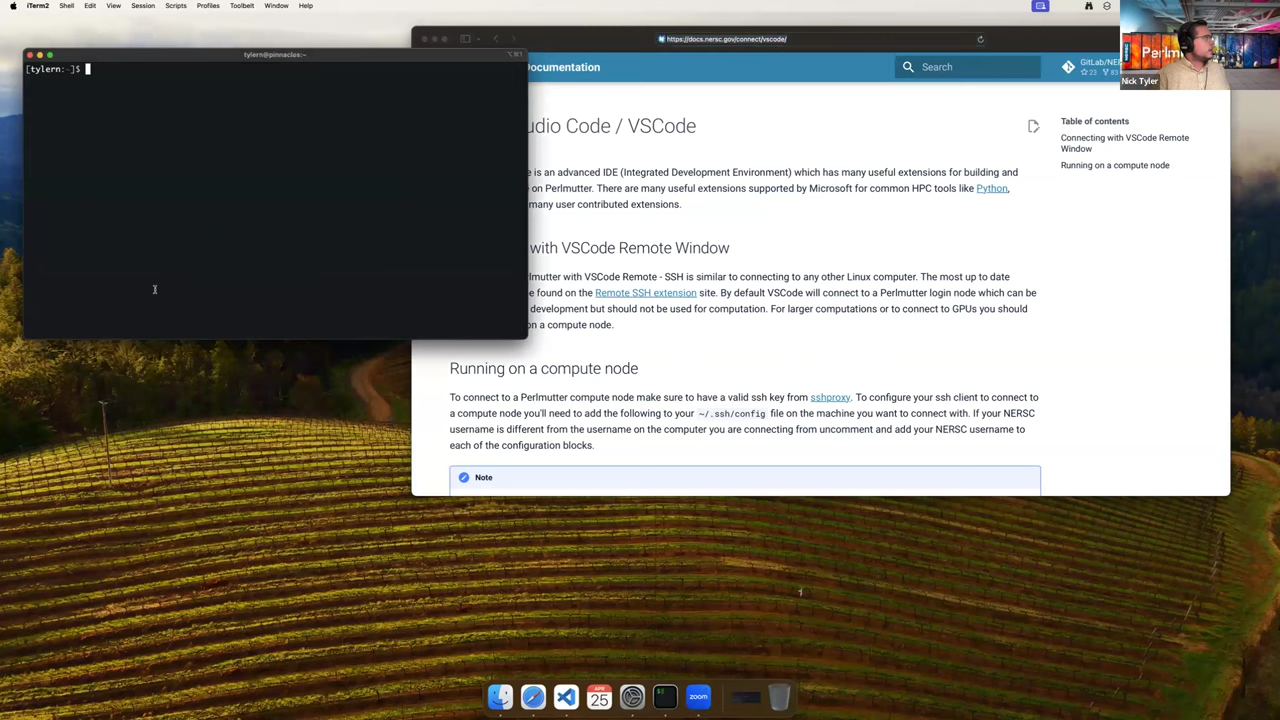 iTerm2 Shell Edit View Session Scripts Profiles Toolbelt Window Help
tylern@pinnacles:~
[tylern:~]$
https://docs.nersc.gov/connect/vscode/
Documentation
Search
GitLab/NER
23 83
Perlm
Nick Tyler
udio Code / VSCode
e is an advanced IDE (Integrated Development Environment) which has many useful extensions for building and
e on Perlmutter. There are many useful extensions supported by Microsoft for common HPC tools like Python,
many user contributed extensions.
with VSCode Remote Window
rlmutter with VSCode Remote - SSH is similar to connecting to any other Linux computer. The most up to date
e found on the Remote SSH extension site. By default VSCode will connect to a Perlmutter login node which can be
development but should not be used for computation. For larger computations or to connect to GPUs you should
on a compute node.
Running on a compute node
To connect to a Perlmutter compute node make sure to have a valid ssh key from sshproxy. To configure your ssh client to connect to
a compute node you'll need to add the following to your ~/.ssh/config file on the machine you want to connect with. If your NERSC
username is different from the username on the computer you are connecting from uncomment and add your NERSC username to
each of the configuration blocks.
Note
Table of contents
Connecting with VSCode Remote
Window
Running on a compute node
APR
25
zoom